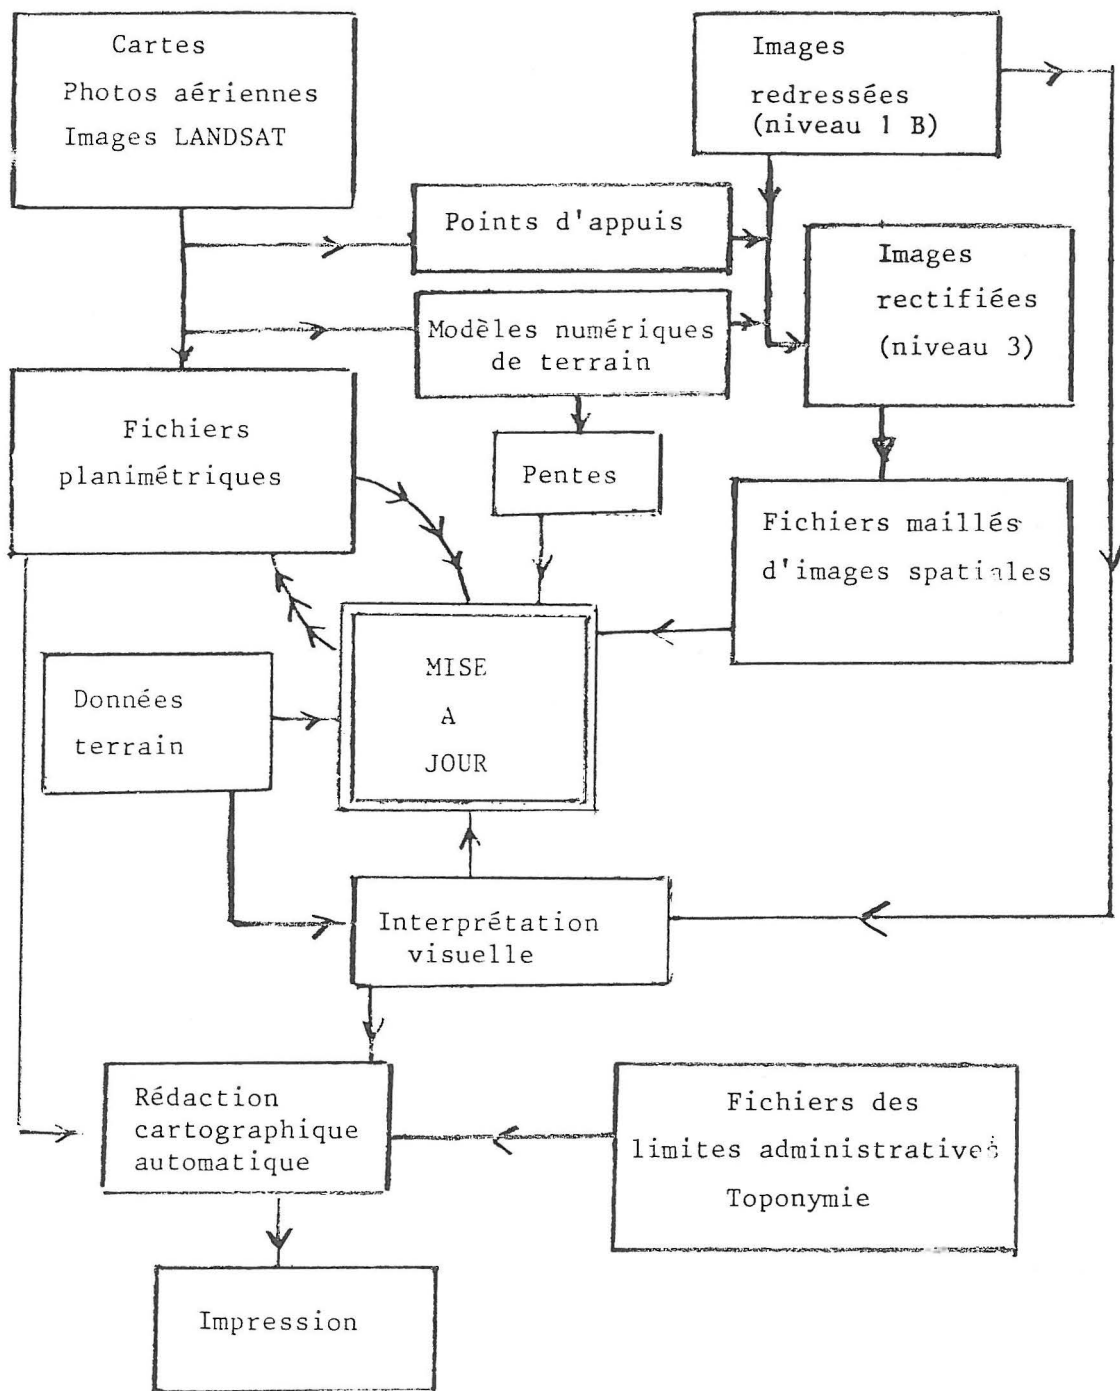 Cartes
Photos aériennes
Images LANDSAT
Images
redressées
(niveau 1 B)
Points d'appuis
Images
rectifiées
(niveau 3)
Modèles numériques
de terrain
Fichiers
planimétriques
Pentes
Fichiers maillés
d'images spatiales
MISE
A
JOUR
Données
terrain
Interprétation
visuelle
Rédaction
cartographique
automatique
Fichiers des
limites administratives
Toponymie
Impression